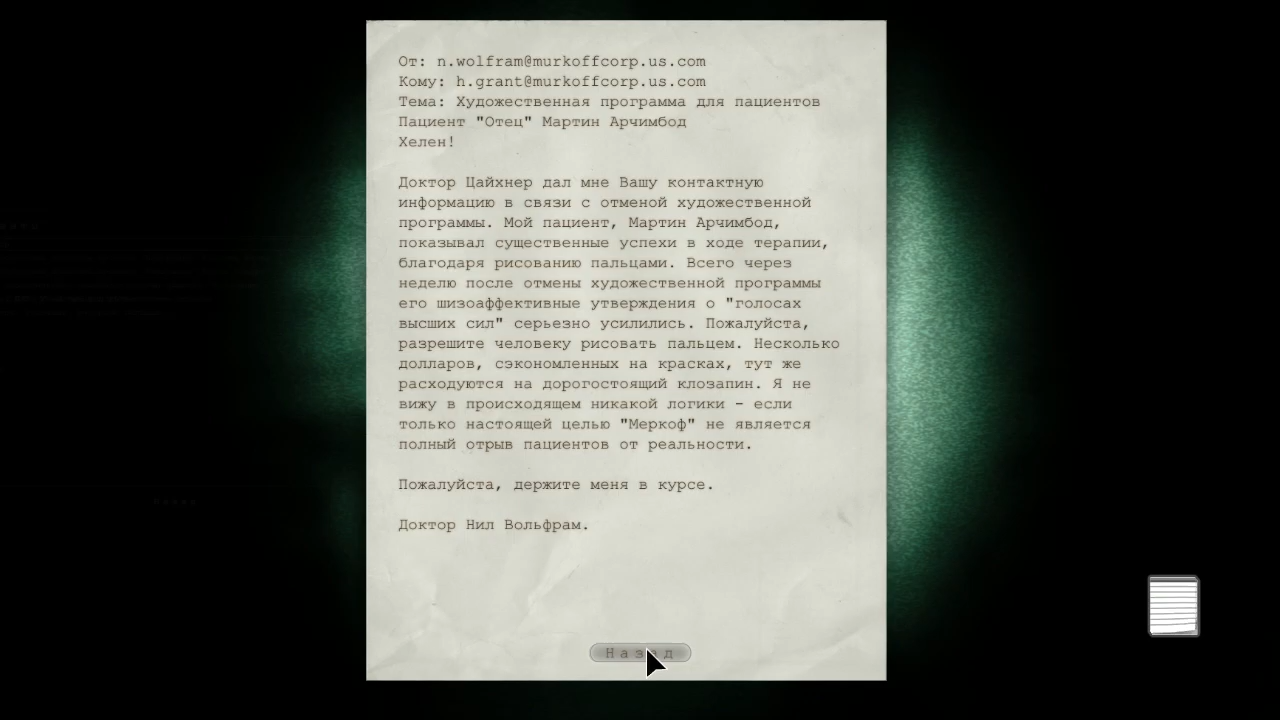 От: n.wolfram@murkoffcorp.us.com
Кому: h.grant@murkoffcorp.us.com
Тема: Художественная программа для пациентов
Пациент "Отец" Мартин Арчимбод
Хелен!
Доктор Цайхнер дал мне Вашу контактную
информацию в связи с отменой художественной
программы. Мой пациент, Мартин Арчимбод,
показывал существенные успехи в ходе терапии,
благодаря рисованию пальцами. Всего через
неделю после отмены художественной программы
его шизоаффективные утверждения о "голосах
высших сил" серьезно усилились. Пожалуйста,
разрешите человеку рисовать пальцем. Несколько
долларов, сэкономленных на красках, тут же
расходуются на дорогостоящий клозапин. Я не
вижу в происходящем никакой логики - если
только настоящей целью "Меркоф" не является
полный отрыв пациентов от реальности.
Пожалуйста, держите меня в курсе.
Доктор Нил Вольфрам.
Назад